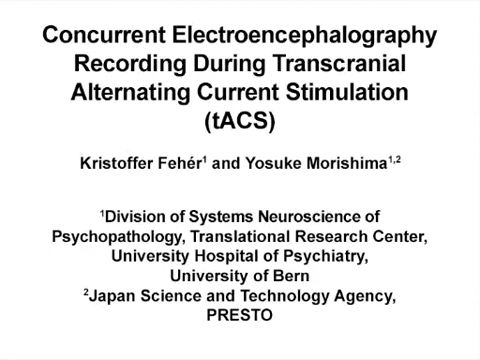 Concurrent Electroencephalography
Recording During Transcranial
Alternating Current Stimulation
(tACS)
Kristoffer Fehér¹ and Yosuke Morishima¹,²
¹Division of Systems Neuroscience of
Psychopathology, Translational Research Center,
University Hospital of Psychiatry,
University of Bern
²Japan Science and Technology Agency,
PRESTO